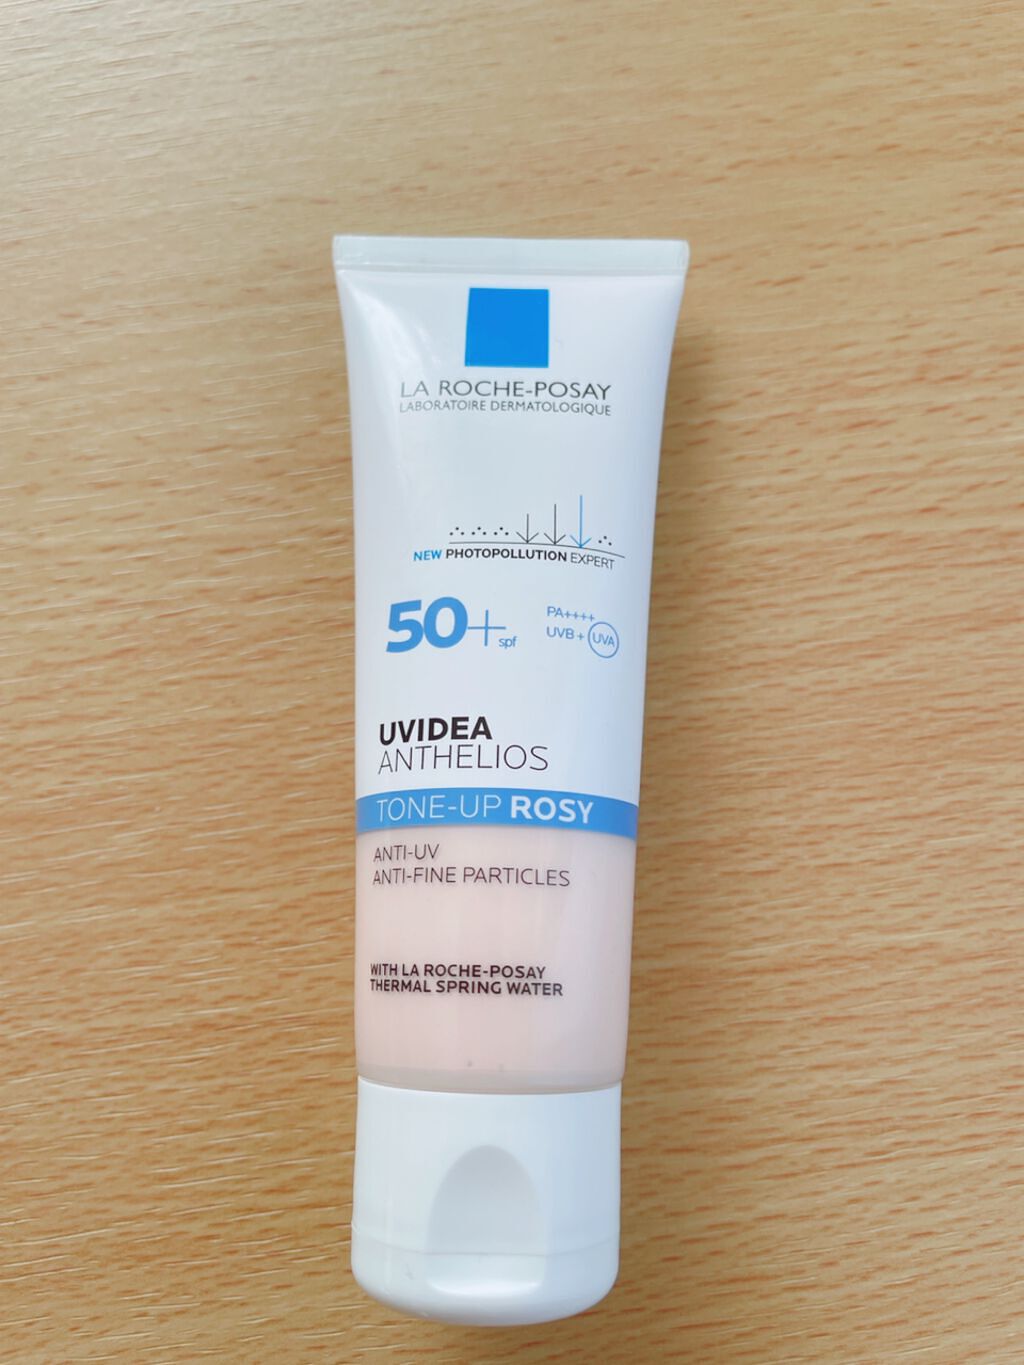 LA ROCHE-POSAY
LABORATOIRE DERMATOLOGIQUE
NEW PHOTOPOLLUTION EXPERT
50+ spf
PA++++
UVB + UVA
UVIDEA
ANTHELIOS
TONE-UP ROSY
ANTI-UV
ANTI-FINE PARTICLES
WITH LA ROCHE-POSAY
THERMAL SPRING WATER